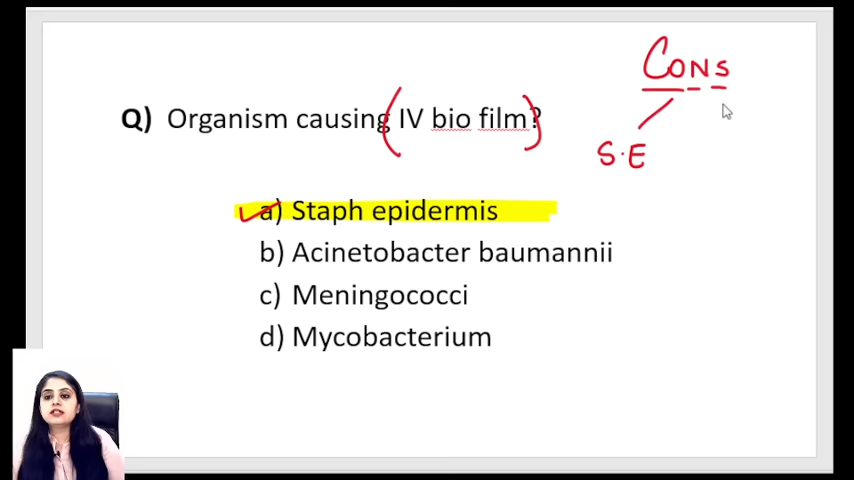 CoNS
Q) Organism causing (IV bio film?)
S.E
a) Staph epidermis
b) Acinetobacter baumannii
c) Meningococci
d) Mycobacterium